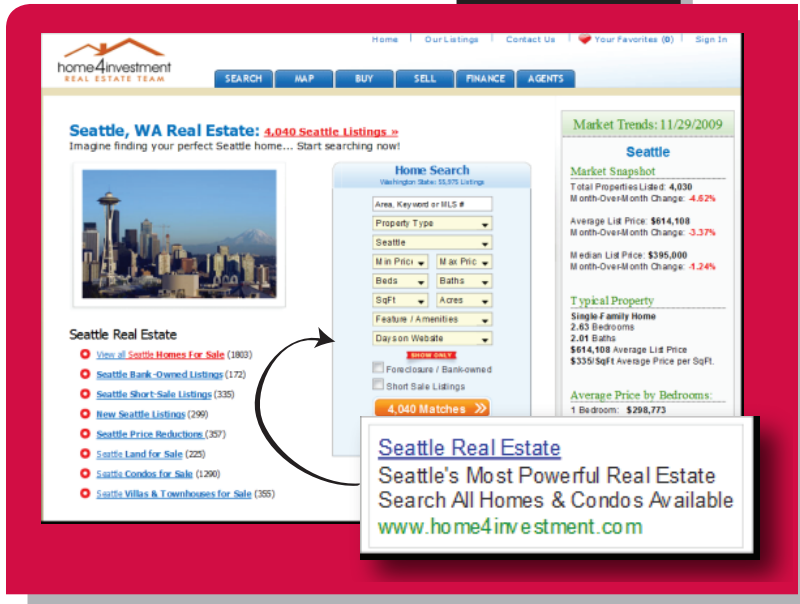 Home | Our Listings | Contact Us | Your Favorites (0) | Sign In
home4investment
REAL ESTATE TEAM
SEARCH MAP BUY SELL FINANCE AGENTS
Seattle, WA Real Estate: 4,040 Seattle Listings »
Imagine finding your perfect Seattle home... Start searching now!
Home Search
Washington State: 55,975 Listings
Area, Keyword or MLS #
Property Type
Seattle
Min Pric Max Pric
Beds Baths
SqFt Acres
Feature / Amenities
Days on Website
SHOW ONLY
Foreclosure / Bank-owned
Short Sale Listings
4,040 Matches »
Seattle Real Estate
View all Seattle Homes For Sale (1803)
Seattle Bank-Owned Listings (172)
Seattle Short-Sale Listings (335)
New Seattle Listings (299)
Seattle Price Reductions (357)
Seattle Land for Sale (225)
Seattle Condos for Sale (1290)
Seattle Villas & Townhouses for Sale (355)
Market Trends: 11/29/2009
Seattle
Market Snapshot
Total Properties Listed: 4,030
Month-Over-Month Change: -4.62%
Average List Price: $614,108
Month-Over-Month Change: -3.37%
Median List Price: $395,000
Month-Over-Month Change: -1.24%
Typical Property
Single Family Home
2.63 Bedrooms
2.01 Baths
$614,108 Average List Price
$335/SqFt Average Price per SqFt.
Average Price by Bedrooms:
1 Bedroom: $298,773
Seattle Real Estate
Seattle's Most Powerful Real Estate
Search All Homes & Condos Available
www.home4investment.com